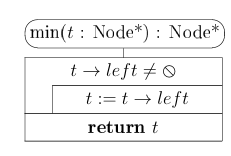 min(t : Node*) : Node*
t → left ≠ ⦸
t := t → left
return t